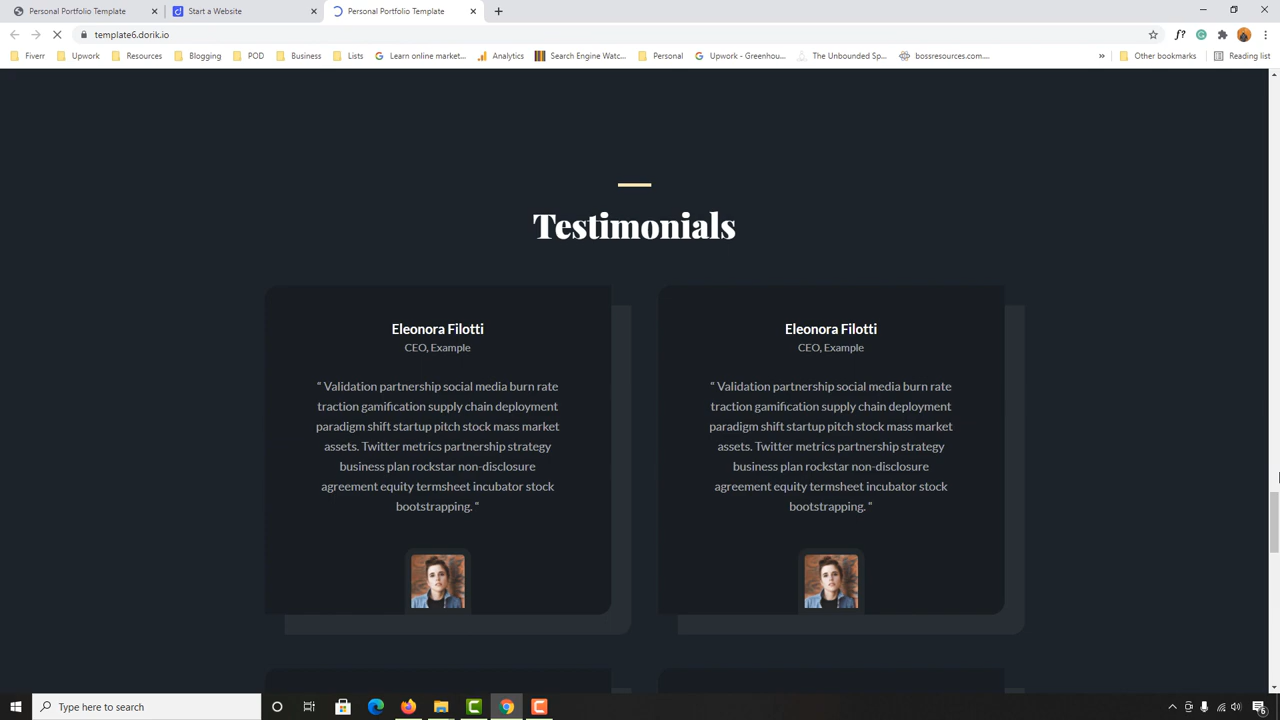 Personal Portfolio Template
Start a Website
Personal Portfolio Template
template6.dorik.io
f?
Fiverr
Upwork
Resources
Blogging
POD
Business
Lists
Learn online market...
Analytics
Search Engine Watc...
Personal
Upwork - Greenhou...
The Unbounded Sp...
bossresources.com...
»
Other bookmarks
Reading list
Testimonials
Eleonora Filotti
CEO, Example
“ Validation partnership social media burn rate
traction gamification supply chain deployment
paradigm shift startup pitch stock mass market
assets. Twitter metrics partnership strategy
business plan rockstar non-disclosure
agreement equity termsheet incubator stock
bootstrapping. “
Eleonora Filotti
CEO, Example
“ Validation partnership social media burn rate
traction gamification supply chain deployment
paradigm shift startup pitch stock mass market
assets. Twitter metrics partnership strategy
business plan rockstar non-disclosure
agreement equity termsheet incubator stock
bootstrapping. “
Type here to search